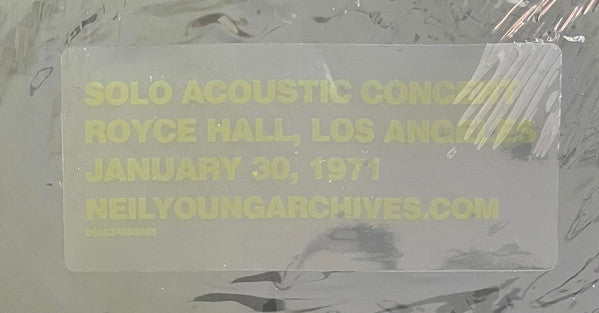 SOLO ACOUSTIC CONCERT
ROYCE HALL, LOS ANGELES
JANUARY 30, 1971
NEILYOUNGARCHIVES.COM